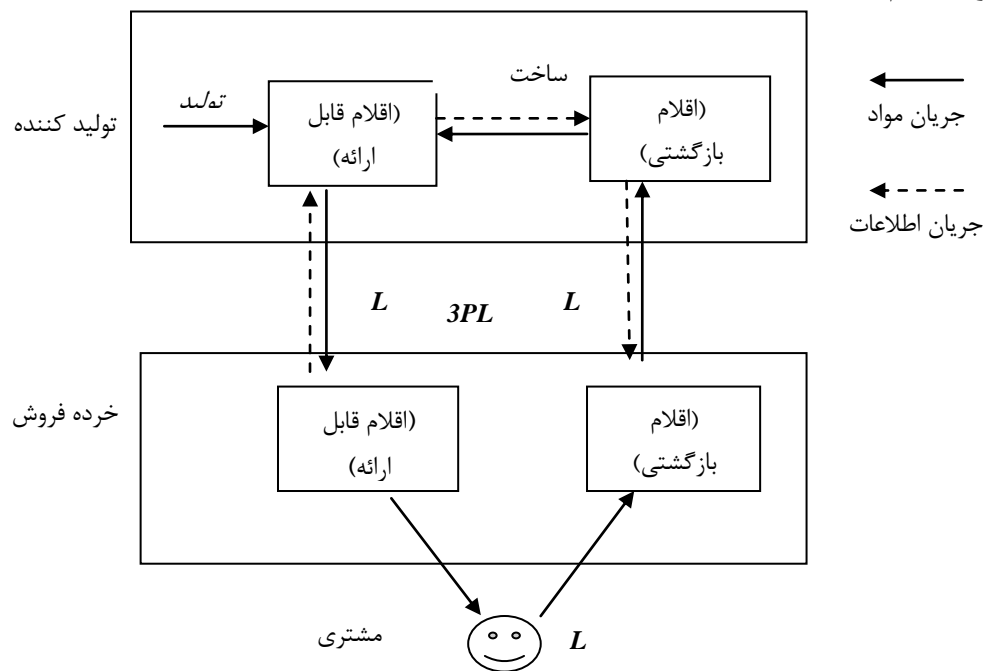 ساخت
تولید
(اقلام قابل
ارائه)
(اقلام
بازگشتی)
تولید کننده
جریان مواد
جریان اطلاعات
L
3PL
L
خرده فروش
(اقلام قابل
ارائه)
(اقلام
بازگشتی)
مشتری
L